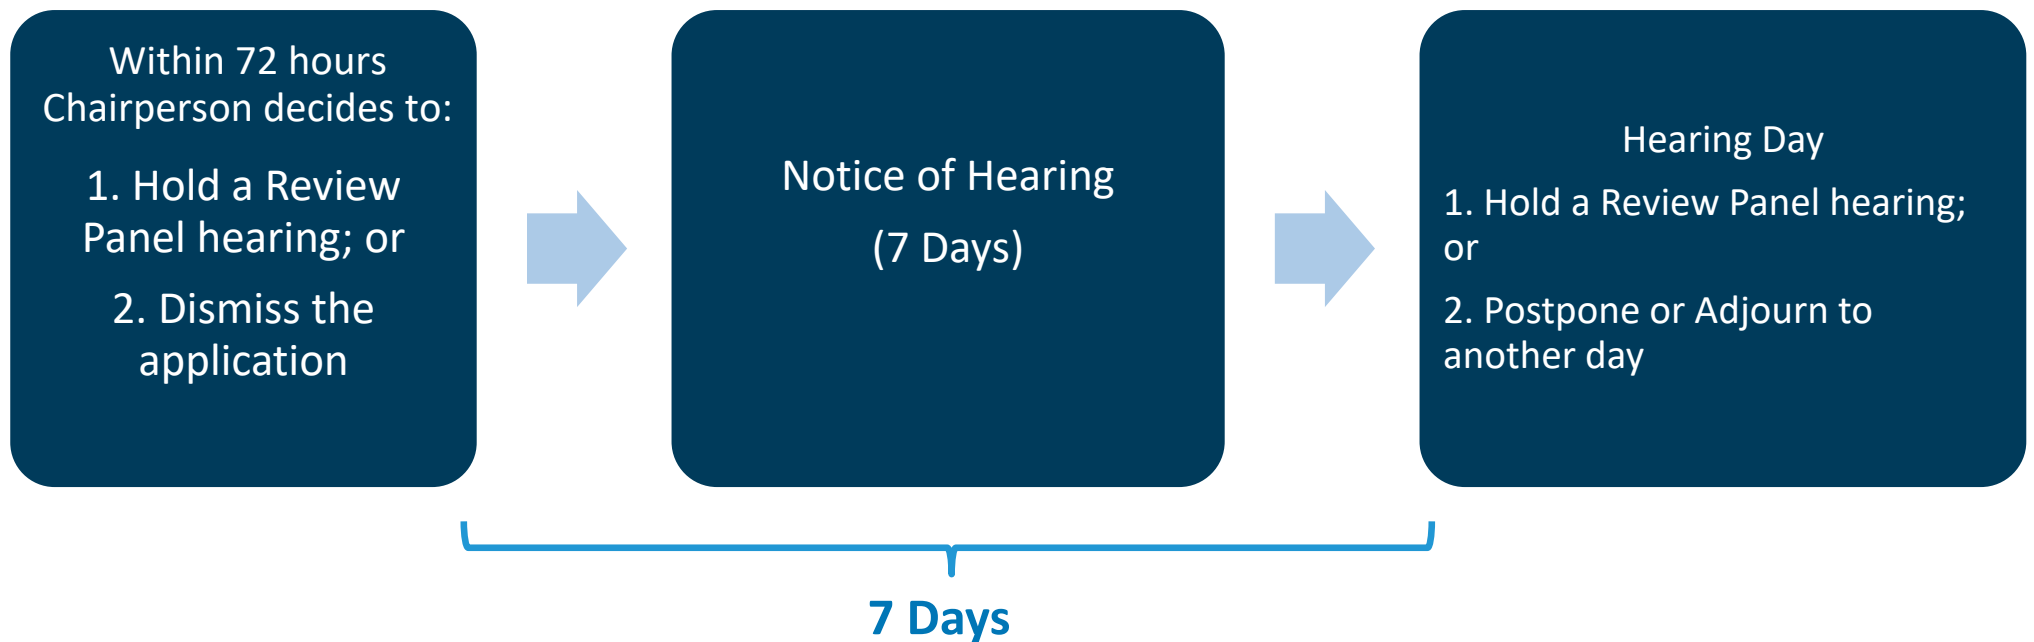 Within 72 hours
Chairperson decides to:
1. Hold a Review
Panel hearing; or
2. Dismiss the
application
Notice of Hearing
(7 Days)
Hearing Day
1. Hold a Review Panel hearing;
or
2. Postpone or Adjourn to
another day
7 Days